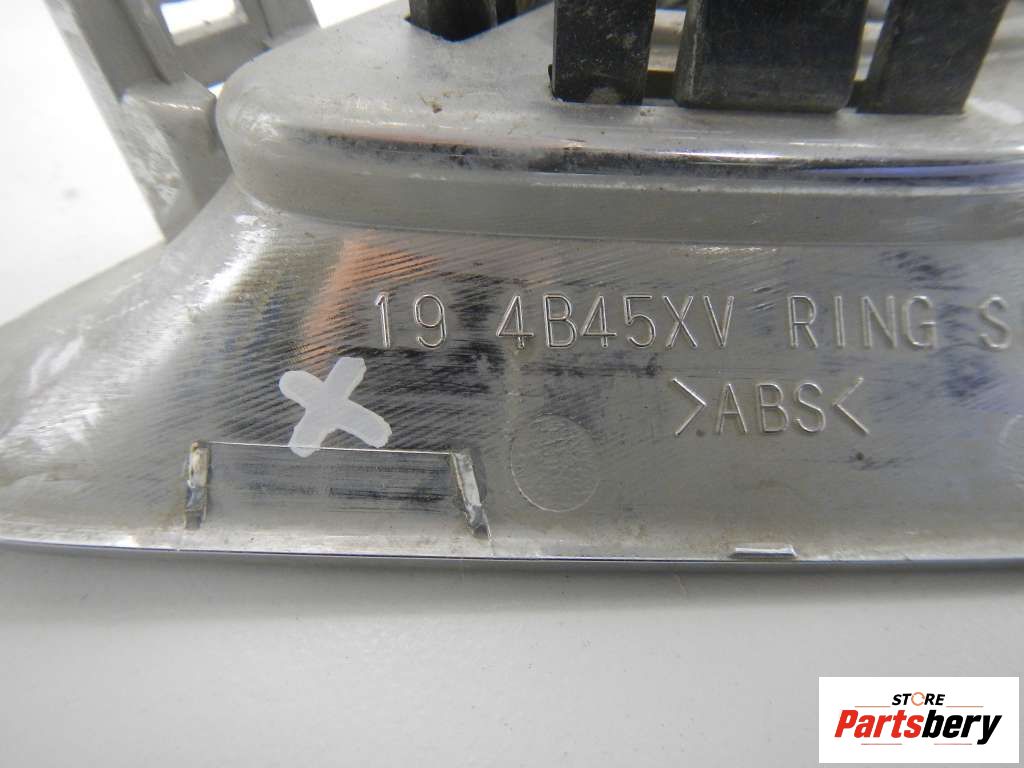 19 4B45XV RING
>ABS<
STORE
Partsbery